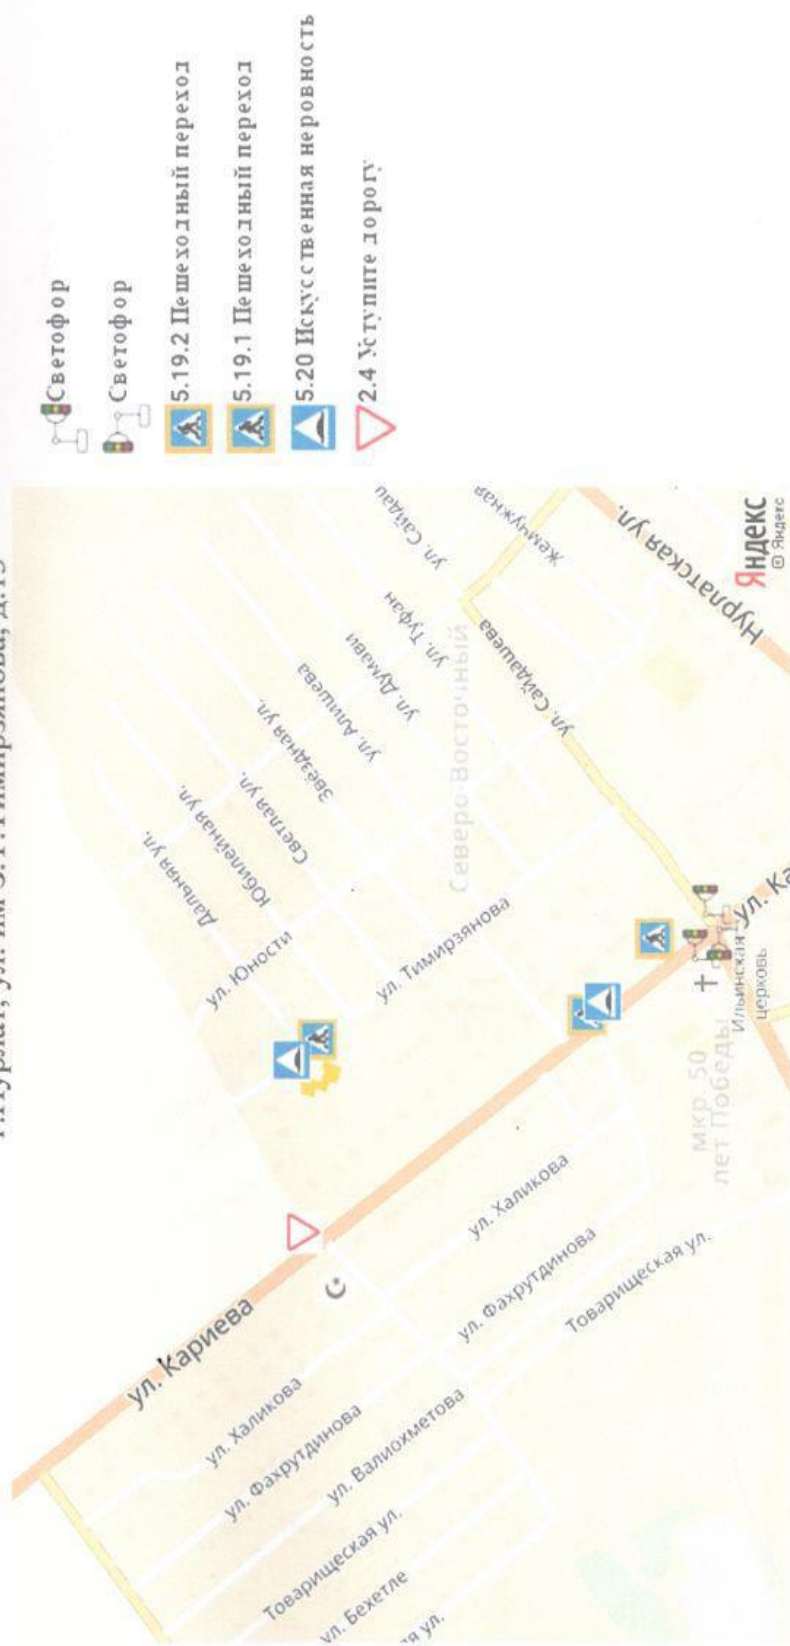 Светофор
Светофор
5.19.2 Пешеходный переход
5.19.1 Пешеходный переход
5.20 Искусственная неровность
2.4 Уступите дорогу
ул. Кариева
ул. Халикова
ул. Фахрутдинова
ул. Валиохметова
Товарищеская ул.
ул. Бехетле
ая ул.
ул. Халикова
ул. Фахрутдинова
Товарищеская ул.
Дальняя ул.
Юбилейная ул.
Светлая ул.
Звёздная ул.
ул. Алишева
ул. Думави
ул. Туфан
ул. Сайдаш
Жемчужная
ул. Юности
ул. Тимирзянова
Северо-Восточный
ул. Сайдашева
Нурлатская ул.
мкр. 50
лет Победы
Ильинская
церковь
ул. Ка
Яндекс
© Яндекс